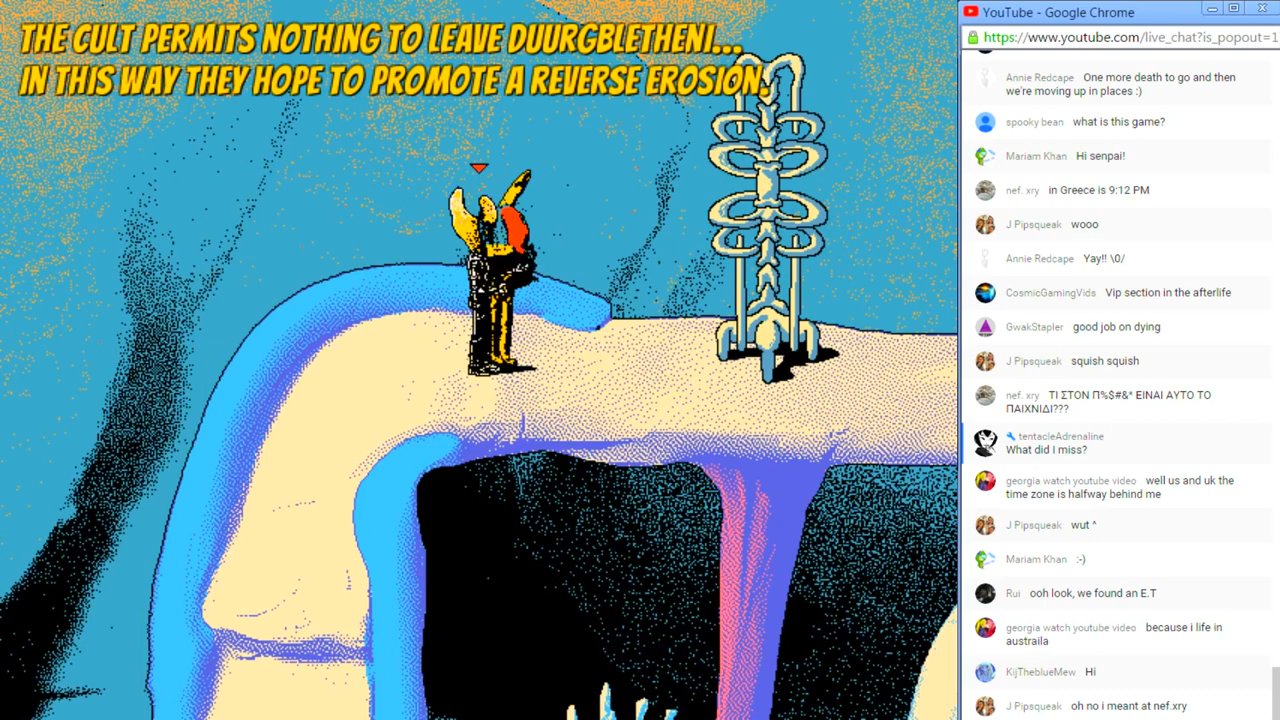 THE CULT PERMITS NOTHING TO LEAVE DUURGBLETHENI...
IN THIS WAY THEY HOPE TO PROMOTE A REVERSE EROSION.
YouTube - Google Chrome
https://www.youtube.com/live_chat?is_popout=1
Annie Redcape One more death to go and then
we're moving up in places :)
spooky bean what is this game?
Mariam Khan Hi senpai!
nef. xry in Greece is 9:12 PM
J Pipsqueak wooo
Annie Redcape Yay!! \0/
CosmicGamingVids Vip section in the afterlife
GwakStapler good job on dying
J Pipsqueak squish squish
nef. xry ΤΙ ΣΤΟΝ Π%$#&* ΕΙΝΑΙ ΑΥΤΟ ΤΟ
ΠΑΙΧΝΙΔΙ???
tentacleAdrenaline
What did I miss?
georgia watch youtube video well us and uk the
time zone is halfway behind me
J Pipsqueak wut ^
Mariam Khan :-)
Rui ooh look, we found an E.T
georgia watch youtube video because i life in
austraila
KijTheblueMew Hi
J Pipsqueak oh no i meant at nef.xry